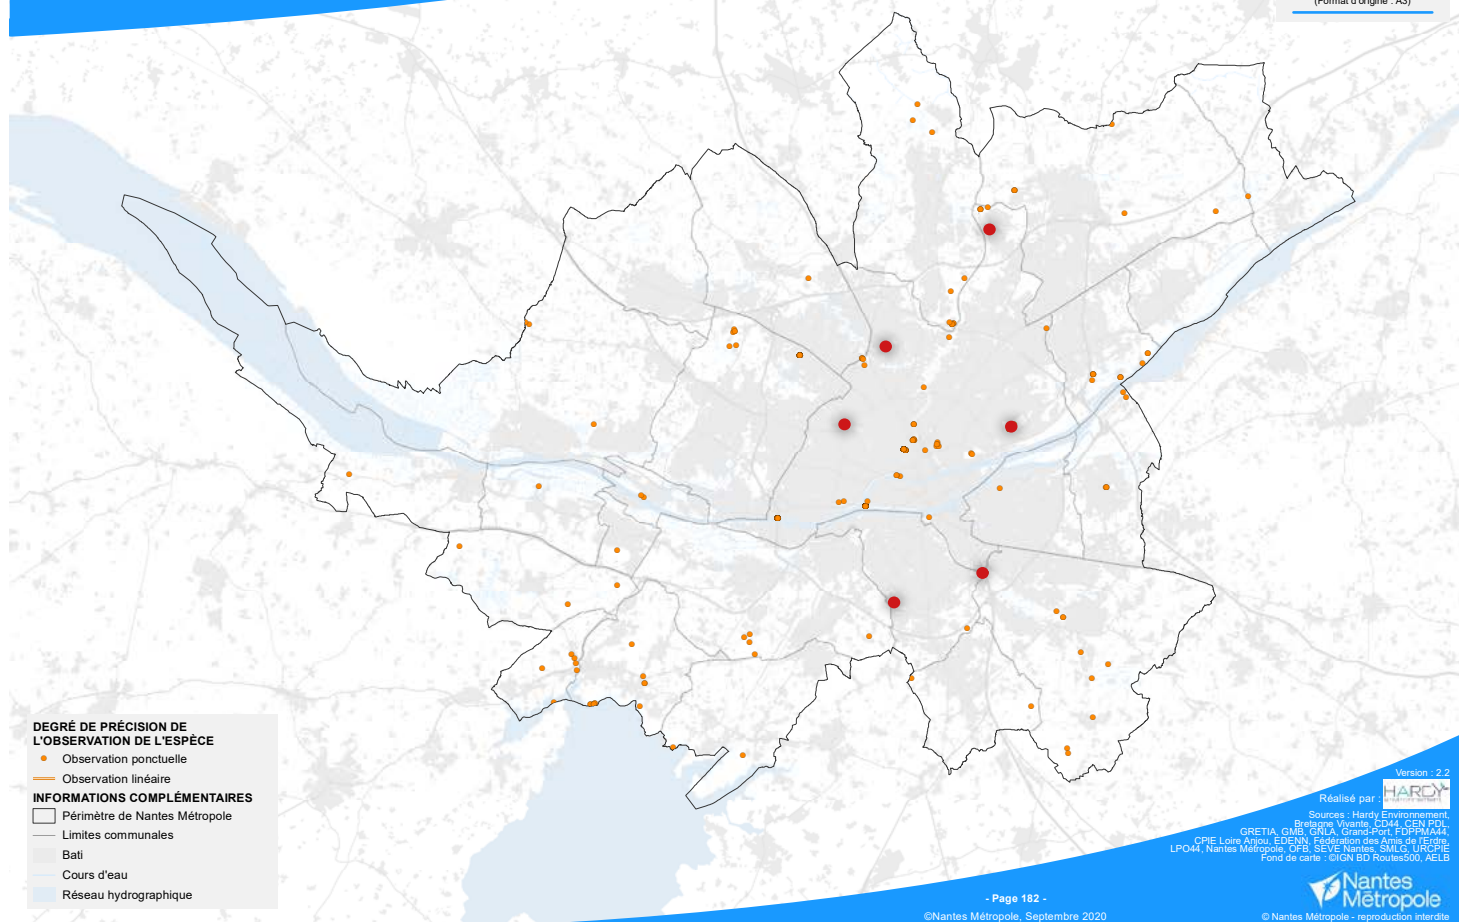 (Format d'origine : A3)
DEGRÉ DE PRÉCISION DE
L'OBSERVATION DE L'ESPÈCE
Observation ponctuelle
Observation linéaire
INFORMATIONS COMPLÉMENTAIRES
Périmètre de Nantes Métropole
Limites communales
Bati
Cours d'eau
Réseau hydrographique
Version : 2.2
Réalisé par :
HARDY
Sources : Hardy Environnement,
Bretagne Vivante, CD44, CEN PDL,
GRETIA, GMB, GNLA, Grand-Port, FDPPMA44,
CPIE Loire Anjou, EDENN, Fédération des Amis de l'Erdre,
LPO44, Nantes Métropole, OFB, SEVE Nantes, SMLG, URCPIE
Fond de carte : ©IGN BD Routes500, AELB
Nantes
Métropole
- Page 182 -
©Nantes Métropole, Septembre 2020
© Nantes Métropole - reproduction interdite